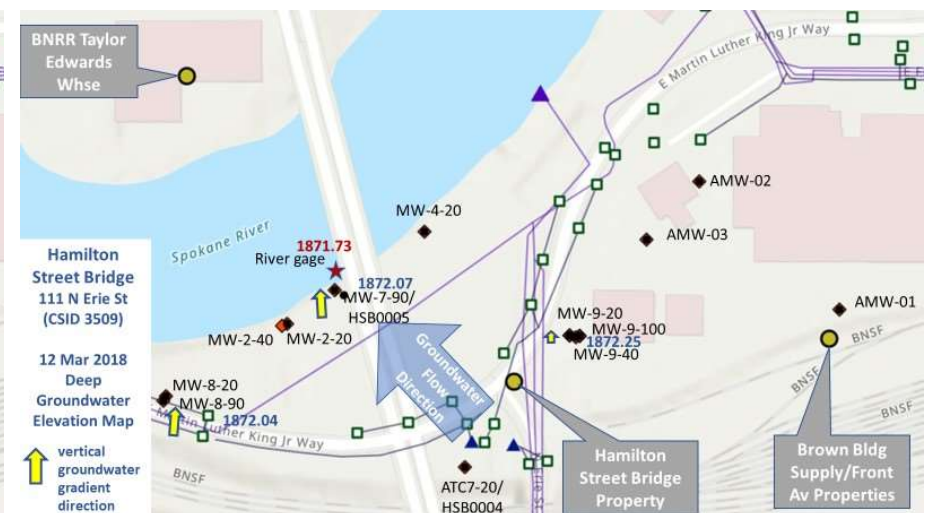 BNRR Taylor
Edwards
Whse
E Martin Luther King Jr Way
AMW-02
MW-4-20
AMW-03
Spokane River
1871.73
River gage
1872.07
MW-7-90/
HSB0005
AMW-01
MW-2-40
MW-2-20
MW-9-20
MW-9-100
1872.25
MW-9-40
BNSF
BNSF
BNSF
Groundwater
Flow
Direction
MW-8-20
MW-8-90
1872.04
Martin Luther King Jr Way
BNSF
ATC7-20/
HSB0004
Hamilton
Street Bridge
Property
Brown Bldg
Supply/Front
Av Properties
Hamilton
Street Bridge
111 N Erie St
(CSID 3509)
12 Mar 2018
Deep
Groundwater
Elevation Map
vertical
groundwater
gradient
direction